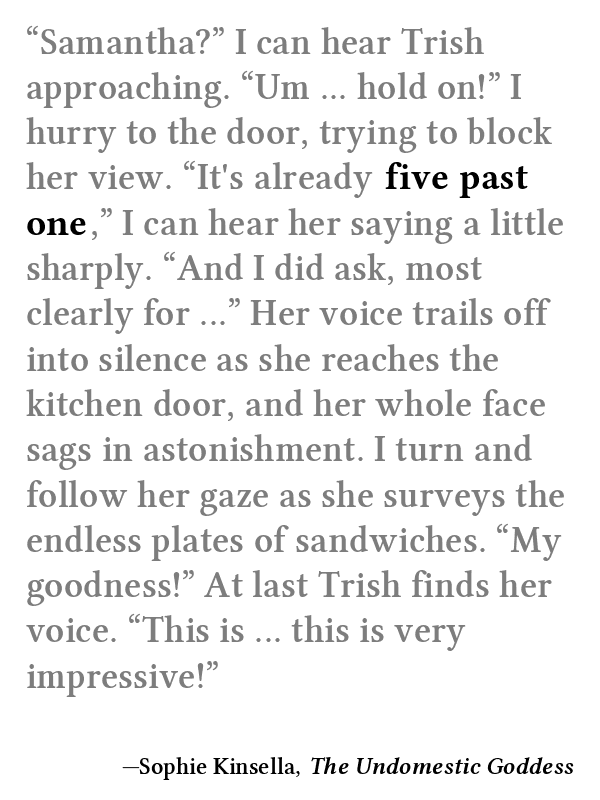 “Samantha?” I can hear Trish
approaching. “Um ... hold on!” I
hurry to the door, trying to block
her view. “It's already five past
one,” I can hear her saying a little
sharply. “And I did ask, most
clearly for ...” Her voice trails off
into silence as she reaches the
kitchen door, and her whole face
sags in astonishment. I turn and
follow her gaze as she surveys the
endless plates of sandwiches. “My
goodness!” At last Trish finds her
voice. “This is ... this is very
impressive!”
—Sophie Kinsella, The Undomestic Goddess